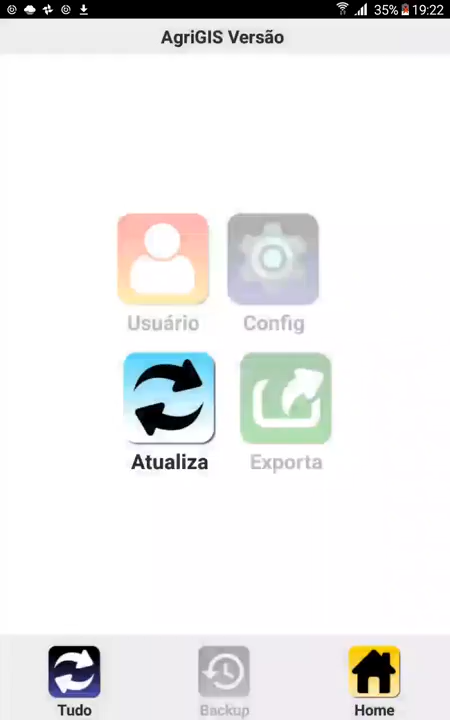 35% 19:22
AgriGIS Versão
Usuário Config
Atualiza Exporta
Tudo Backup Home